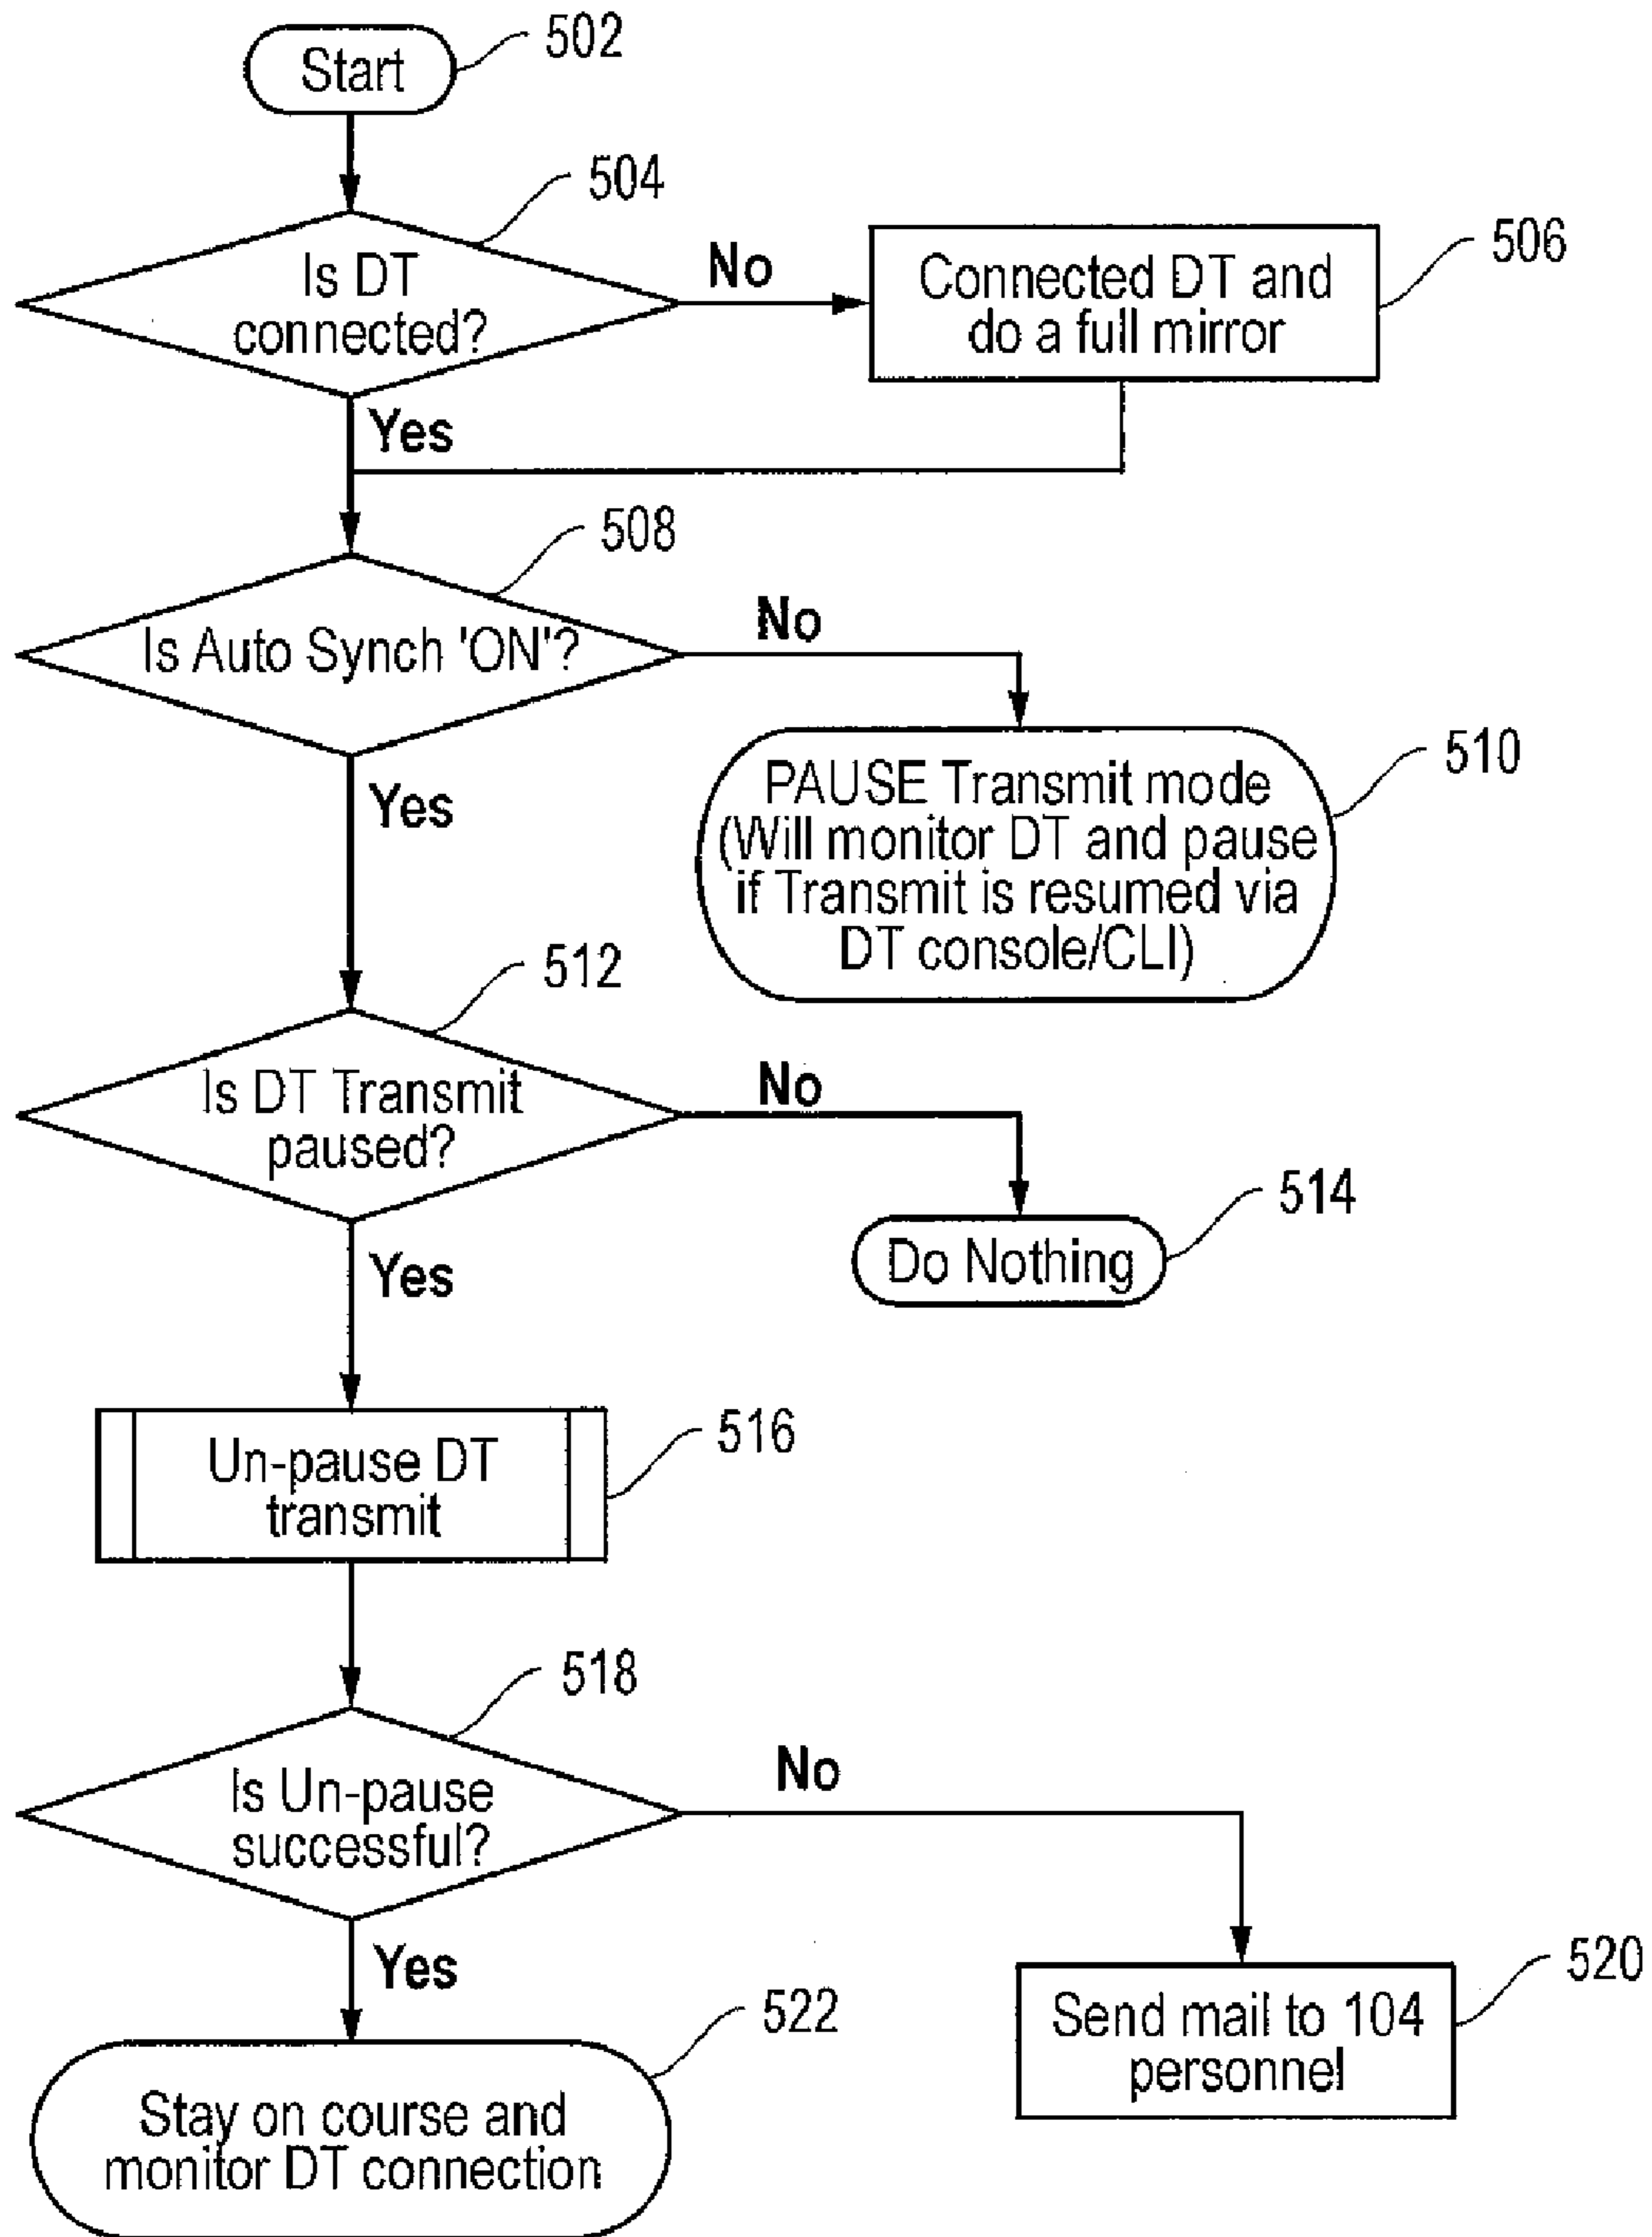 Start
502
504
Is DT
connected?
No
Connected DT and
do a full mirror
506
Yes
508
Is Auto Synch 'ON'?
No
PAUSE Transmit mode
(Will monitor DT and pause
if Transmit is resumed via
DT console/CLI)
510
Yes
512
Is DT Transmit
paused?
No
Do Nothing
514
Yes
Un-pause DT
transmit
516
518
Is Un-pause
successful?
No
Send mail to 104
personnel
520
Yes
522
Stay on course and
monitor DT connection